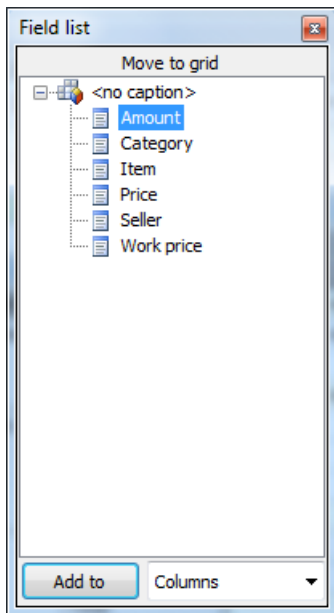 Field list
Move to grid
<no caption>
Amount
Category
Item
Price
Seller
Work price
Add to
Columns